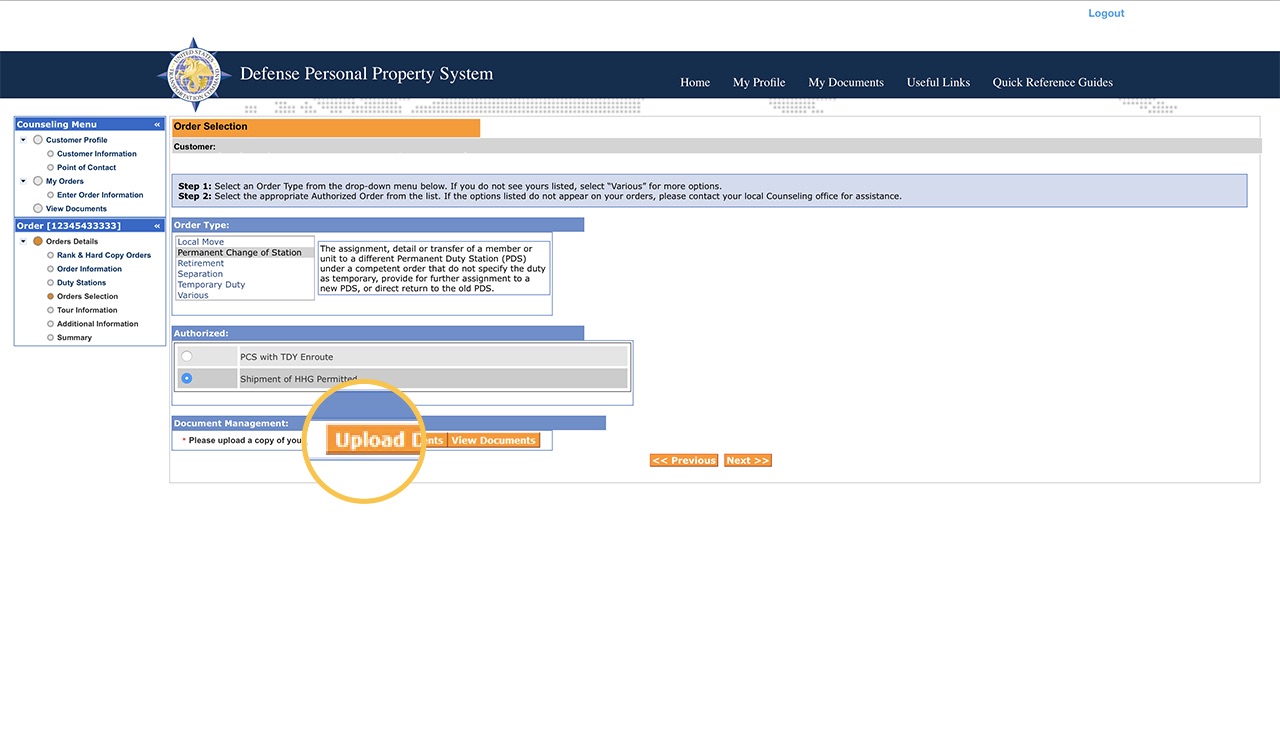 Logout
Defense Personal Property System
Home My Profile My Documents Useful Links Quick Reference Guides
Counseling Menu «
Customer Profile
Customer Information
Point of Contact
My Orders
Enter Order Information
View Documents
Order [12345433333] «
Orders Details
Rank & Hard Copy Orders
Order Information
Duty Stations
Orders Selection
Tour Information
Additional Information
Summary
Order Selection
Customer:
Step 1: Select an Order Type from the drop-down menu below. If you do not see yours listed, select “Various” for more options.
Step 2: Select the appropriate Authorized Order from the list. If the options listed do not appear on your orders, please contact your local Counseling office for assistance.
Order Type:
Local Move
Permanent Change of Station
Retirement
Separation
Temporary Duty
Various
The assignment, detail or transfer of a member or
unit to a different Permanent Duty Station (PDS)
under a competent order that do not specify the duty
as temporary, provide for further assignment to a
new PDS, or direct return to the old PDS.
Authorized:
PCS with TDY Enroute
Shipment of HHG Permitted
Document Management:
* Please upload a copy of you Upload D nts View Documents
<< Previous Next >>